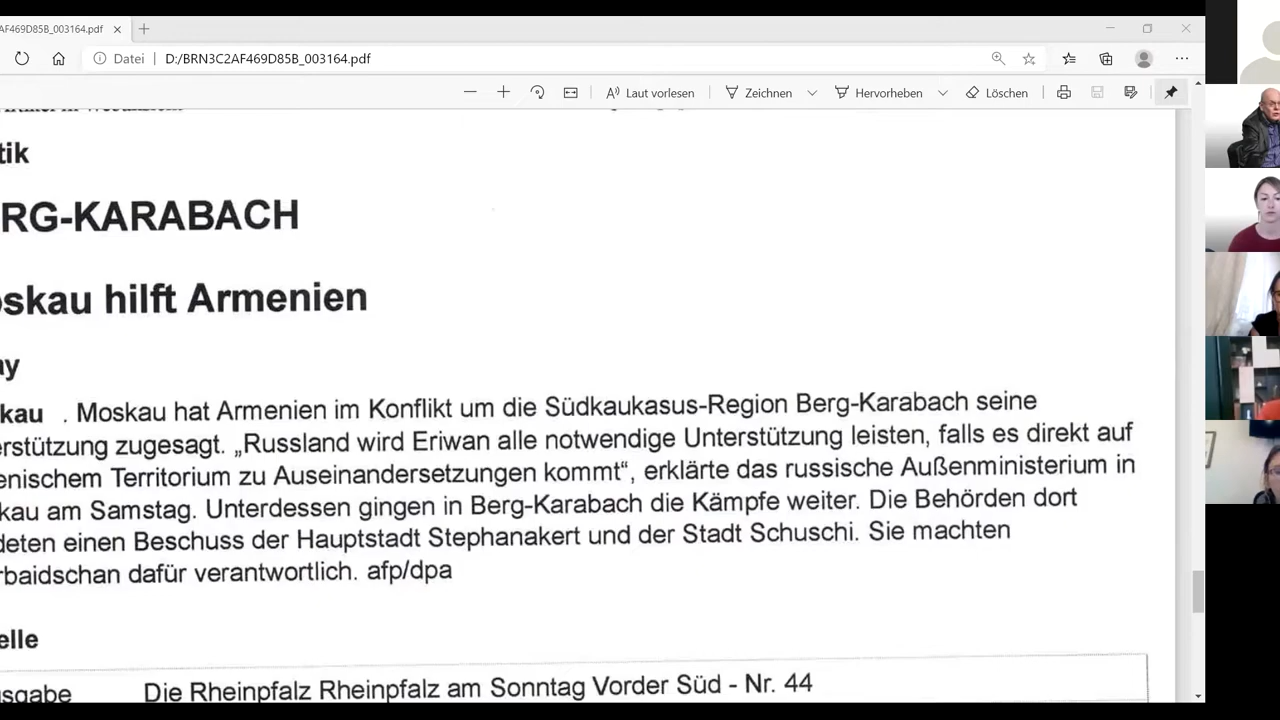 AF469D85B_003164.pdf
Datei D:/BRN3C2AF469D85B_003164.pdf
Laut vorlesen Zeichnen Hervorheben Löschen
tik
RG-KARABACH
skau hilft Armenien
ay
kau . Moskau hat Armenien im Konflikt um die Südkaukasus-Region Berg-Karabach seine
erstützung zugesagt. „Russland wird Eriwan alle notwendige Unterstützung leisten, falls es direkt auf
enischem Territorium zu Auseinandersetzungen kommt“, erklärte das russische Außenministerium in
kau am Samstag. Unterdessen gingen in Berg-Karabach die Kämpfe weiter. Die Behörden dort
deten einen Beschuss der Hauptstadt Stephanakert und der Stadt Schuschi. Sie machten
rbaidschan dafür verantwortlich. afp/dpa
elle
sgabe Die Rheinpfalz Rheinpfalz am Sonntag Vorder Süd - Nr. 44